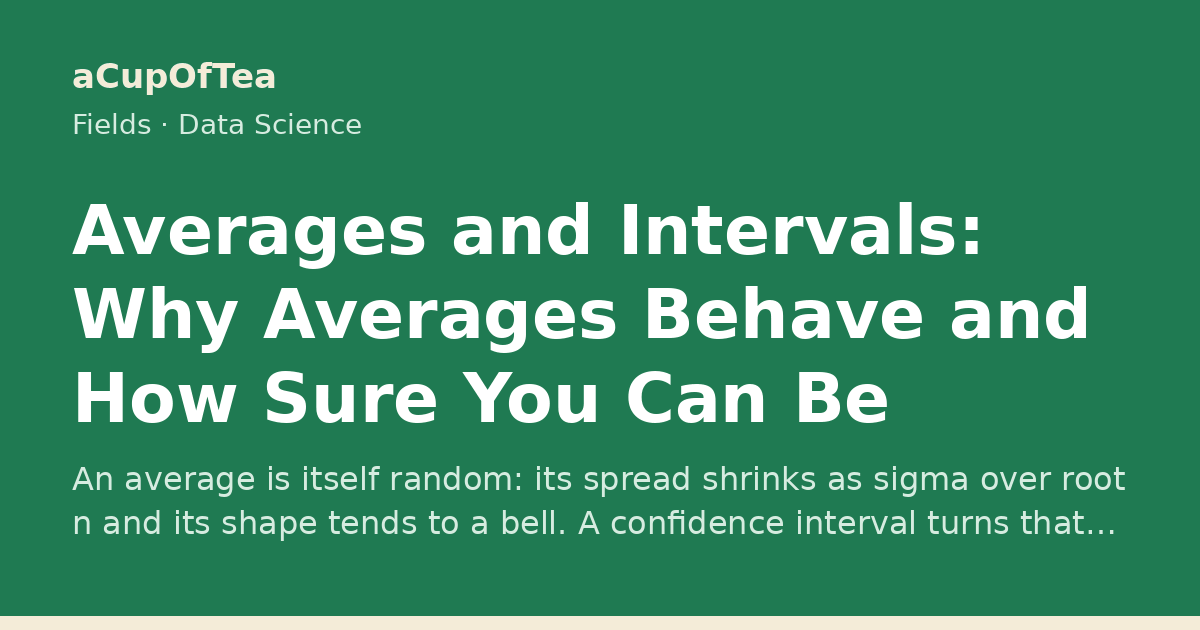 aCupOfTea
Fields · Data Science
Averages and Intervals:
Why Averages Behave and
How Sure You Can Be
An average is itself random: its spread shrinks as sigma over root
n and its shape tends to a bell. A confidence interval turns that…